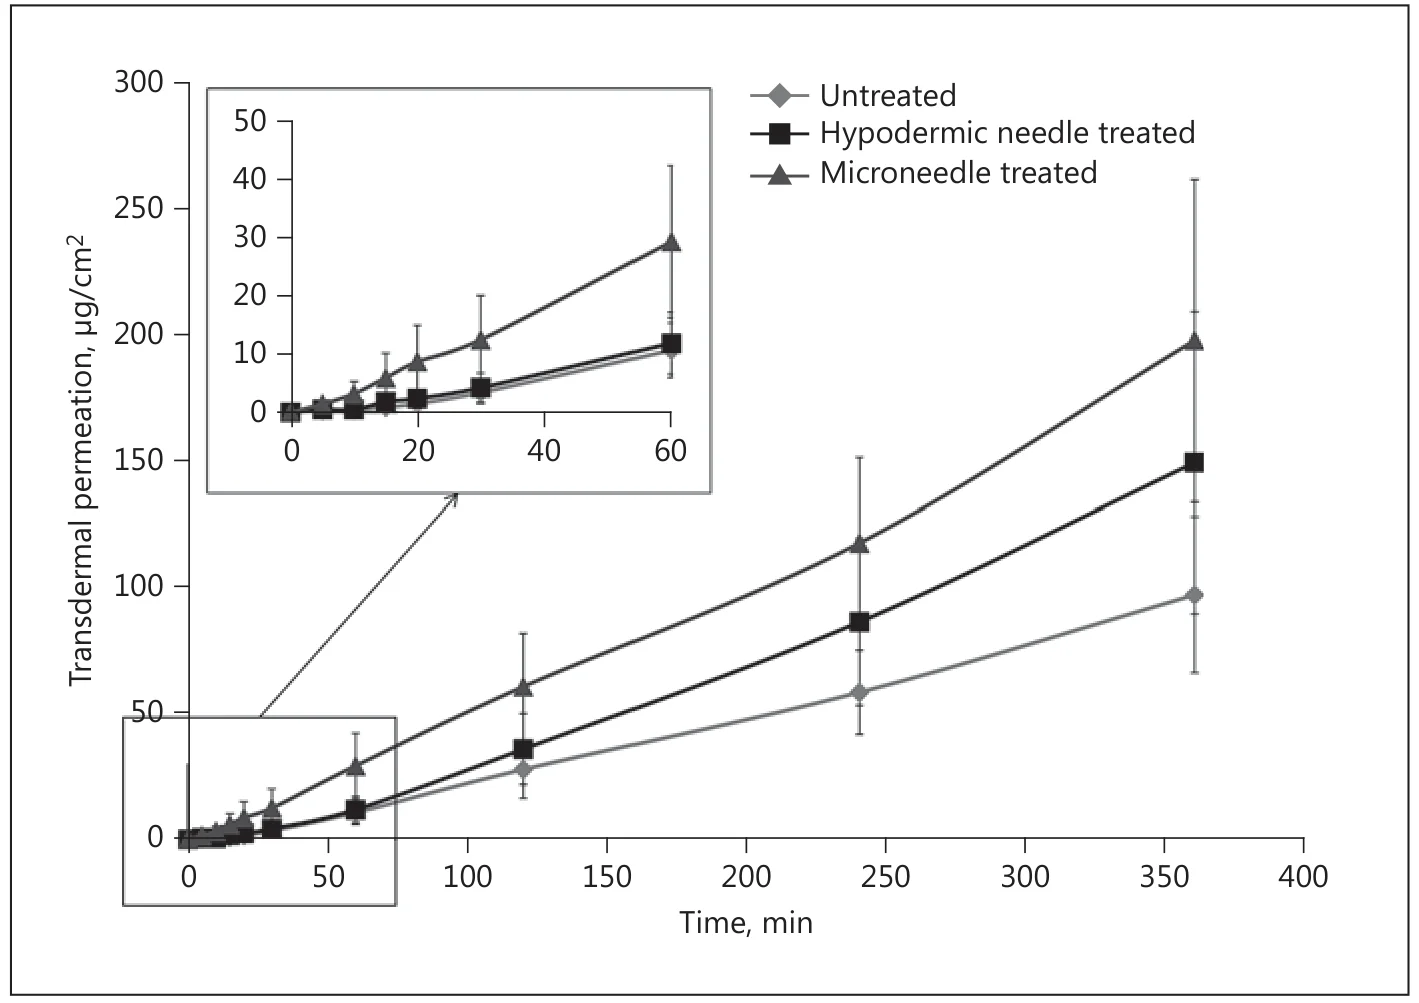 300
250
200
150
100
50
0
Transdermal permeation, µg/cm²
50
40
30
20
10
0
0 20 40 60
Untreated
Hypodermic needle treated
Microneedle treated
0 50 100 150 200 250 300 350 400
Time, min